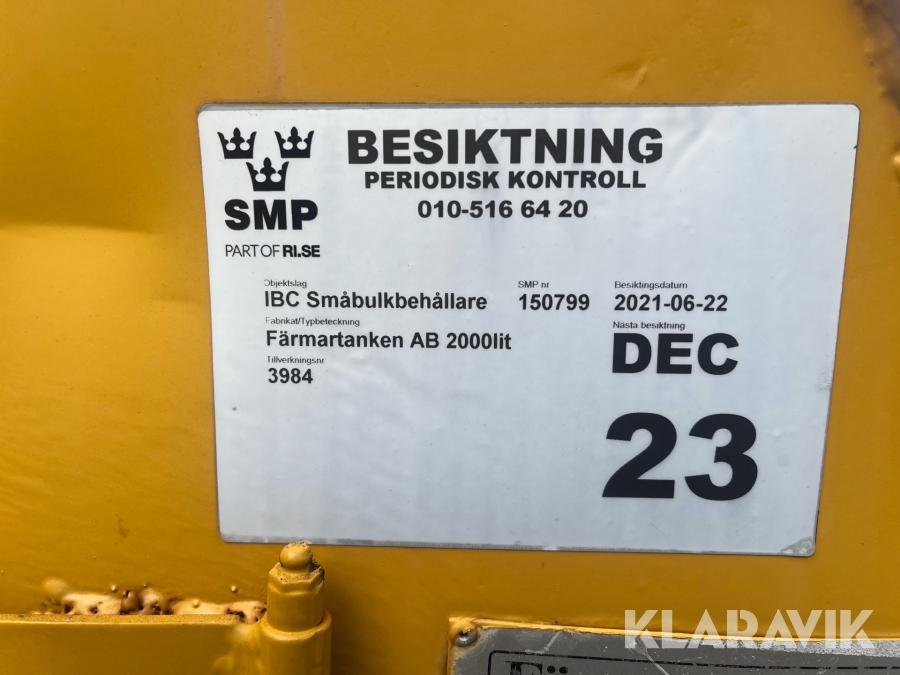 BESIKTNING
PERIODISK KONTROLL
010-516 64 20
SMP
PART OF RI.SE
Objektslag
IBC Småbulkbehållare
SMP nr
150799
Besiktingsdatum
2021-06-22
Fabrikat/Typbeteckning
Färmartanken AB 2000lit
Nästa besiktning
DEC
23
Tillverkningsnr
3984
KLARAVIK